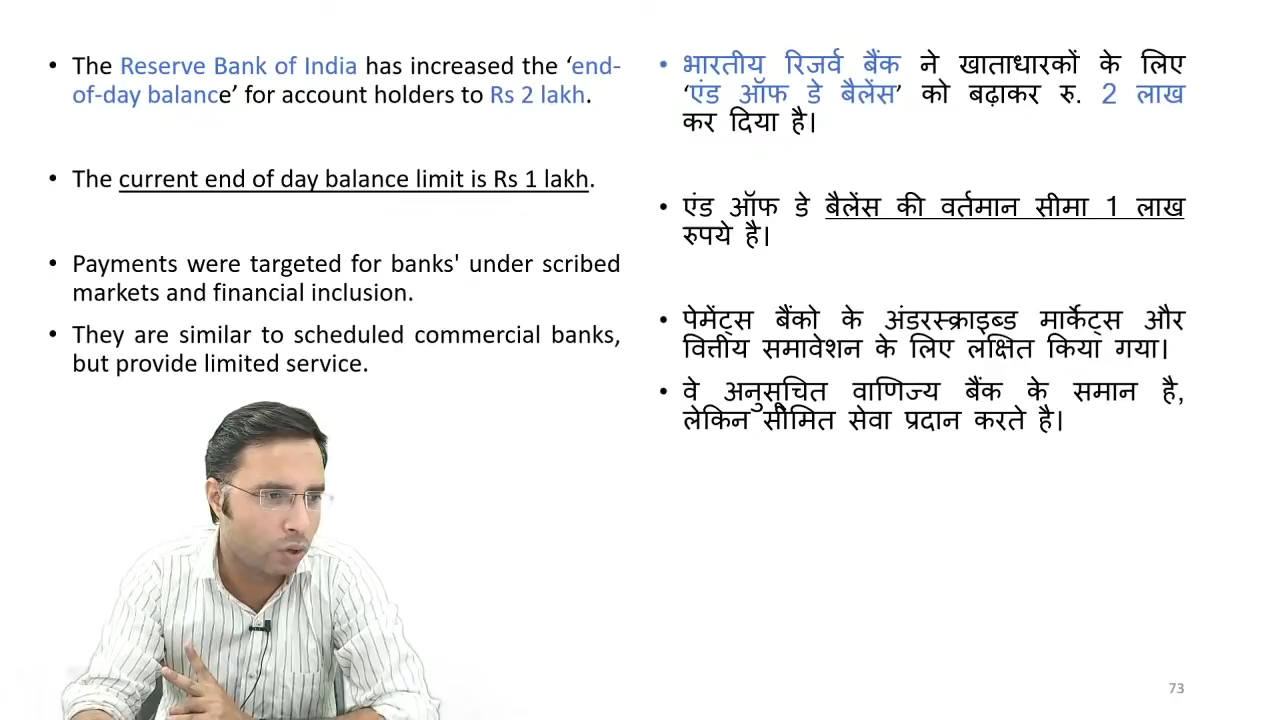 • The Reserve Bank of India has increased the ‘end-
of-day balance’ for account holders to Rs 2 lakh.
• The current end of day balance limit is Rs 1 lakh.
• Payments were targeted for banks' under scribed
markets and financial inclusion.
• They are similar to scheduled commercial banks,
but provide limited service.
• भारतीय रिजर्व बैंक ने खाताधारकों के लिए
‘एंड ऑफ डे बैलेंस’ को बढ़ाकर रु. 2 लाख
कर दिया है।
• एंड ऑफ डे बैलेंस की वर्तमान सीमा 1 लाख
रुपये है।
• पेमेंट्स बैंको के अंडरस्क्राइब्ड मार्केट्स और
वित्तीय समावेशन के लिए लक्षित किया गया।
• वे अनुसूचित वाणिज्य बैंक के समान है,
लेकिन सीमित सेवा प्रदान करते है।
73